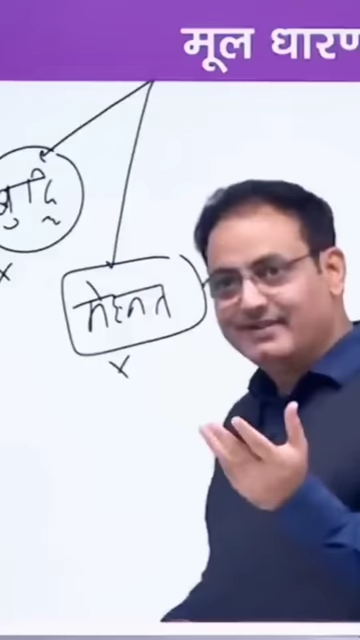 मूल धारण
मेहनत
x
x